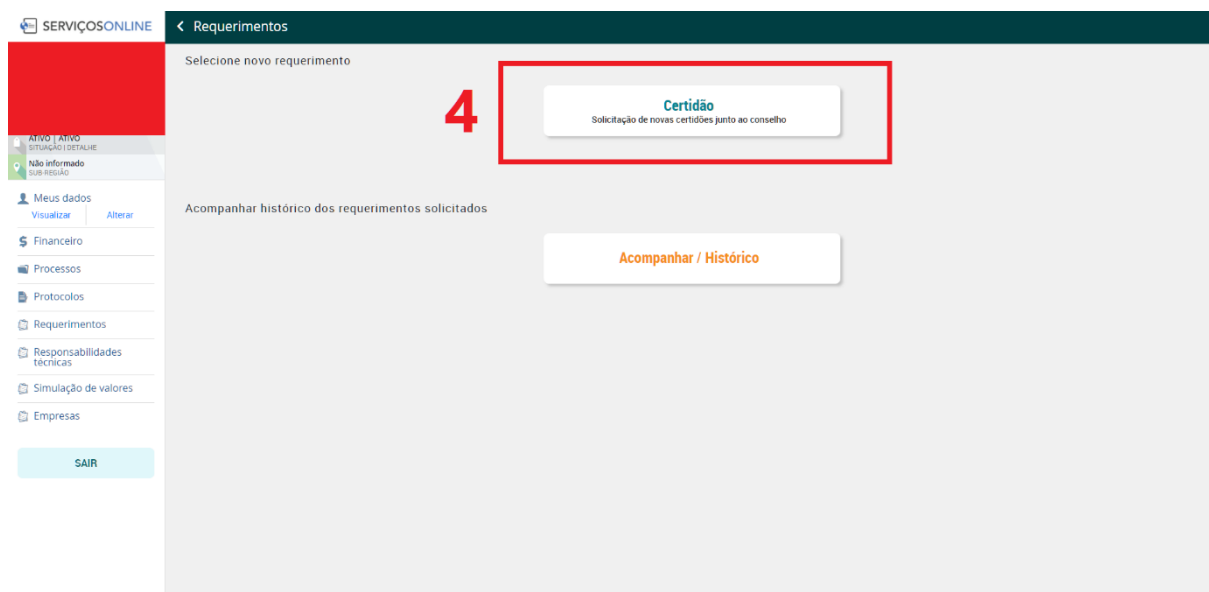 SERVIÇOSONLINE
Requerimentos
Selecione novo requerimento
4
Certidão
Solicitação de novas certidões junto ao conselho
ATIVO | ATIVO
SITUAÇÃO | DETALHE
Não informado
SUB-REGIÃO
Meus dados
Visualizar Alterar
Acompanhar histórico dos requerimentos solicitados
Acompanhar / Histórico
Financeiro
Processos
Protocolos
Requerimentos
Responsabilidades
técnicas
Simulação de valores
Empresas
SAIR